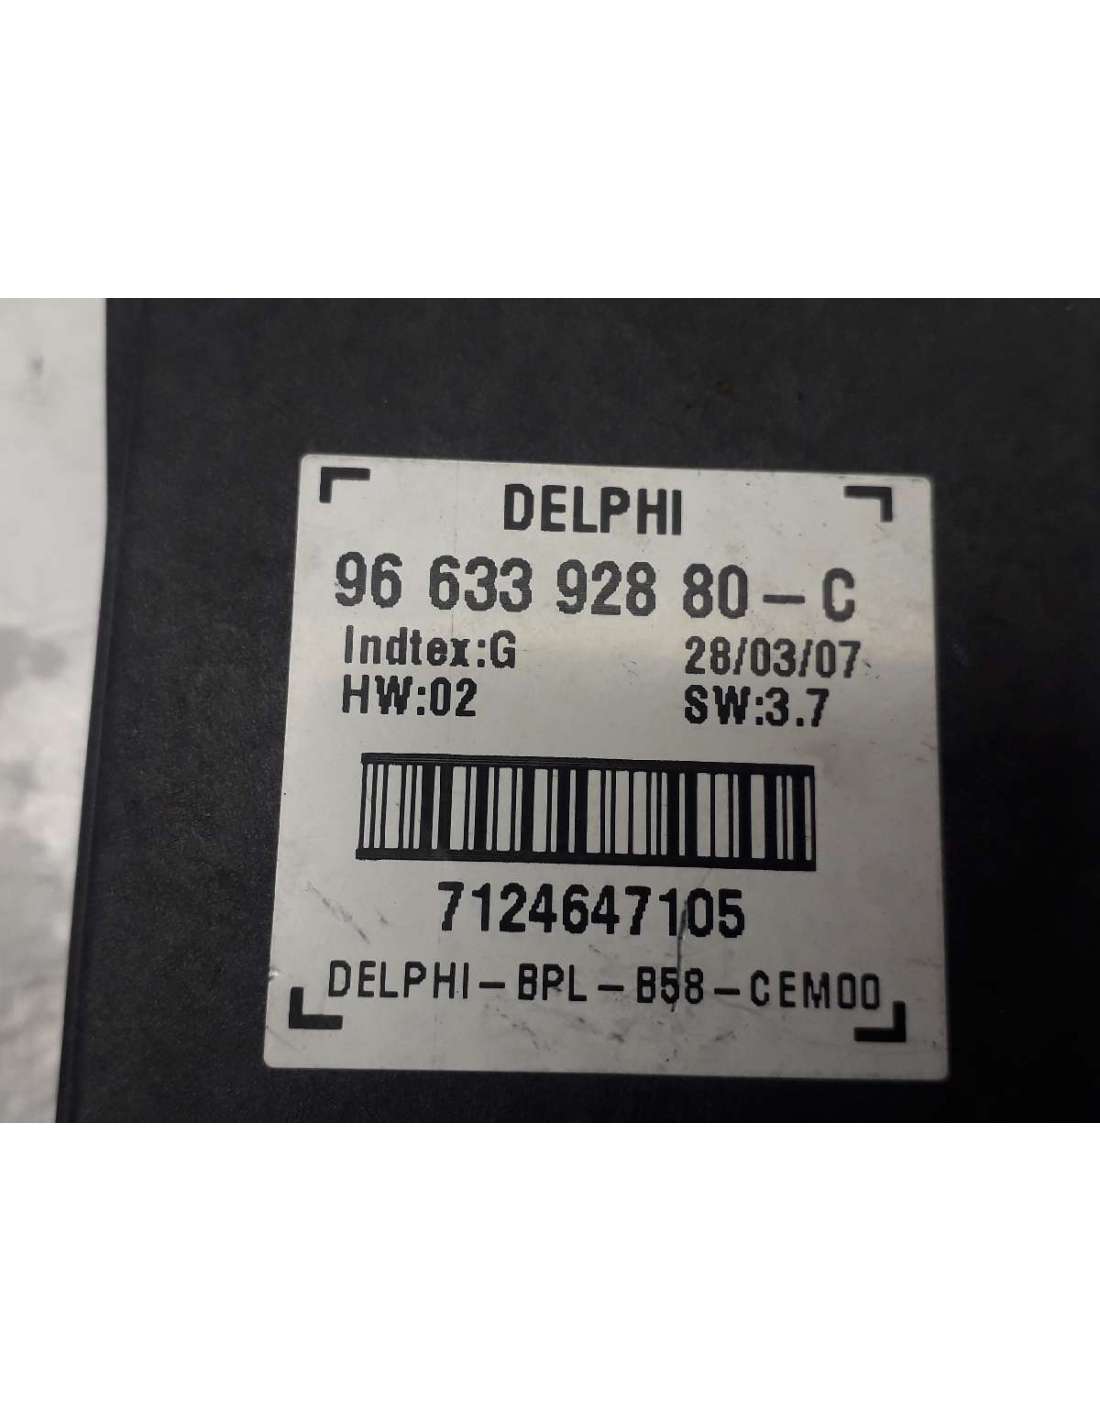 DELPHI
96 633 928 80-C
Indtex:G 28/03/07
HW:02 SW:3.7
7124647105
DELPHI-BPL-B58-CEM00